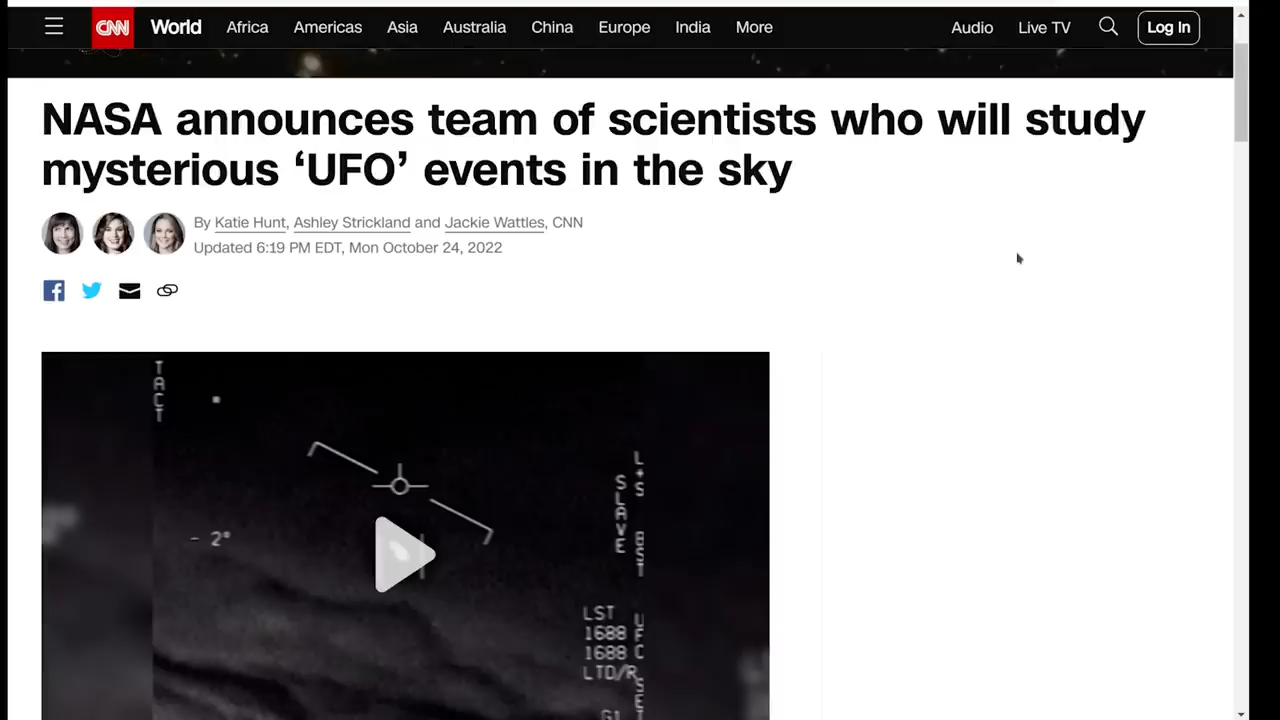 CNN World Africa Americas Asia Australia China Europe India More Audio Live TV Log In
NASA announces team of scientists who will study
mysterious ‘UFO’ events in the sky
By Katie Hunt, Ashley Strickland and Jackie Wattles, CNN
Updated 6:19 PM EDT, Mon October 24, 2022
TACT
L+S
SLAVE
- 2°
LST
1688
1688
LTD/R